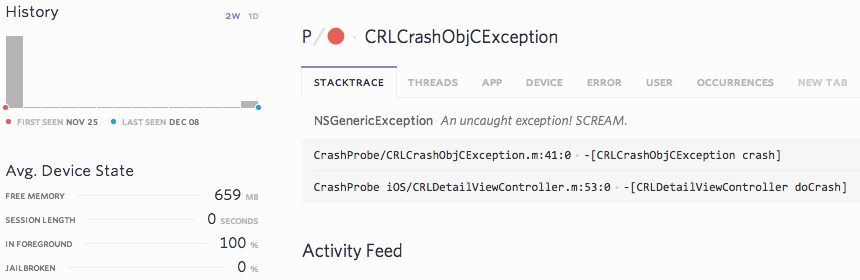 History
2W 1D
FIRST SEEN NOV 25 LAST SEEN DEC 08
Avg. Device State
FREE MEMORY 659 MB
SESSION LENGTH 0 SECONDS
IN FOREGROUND 100 %
JAILBROKEN 0 %
P/ · CRLCrashObjCException
STACKTRACE THREADS APP DEVICE ERROR USER OCCURRENCES NEW TAB
NSGenericException An uncaught exception! SCREAM.
CrashProbe/CRLCrashObjCException.m:41:0 · -[CRLCrashObjCException crash]
CrashProbe iOS/CRLDetailViewController.m:53:0 · -[CRLDetailViewController doCrash]
Activity Feed